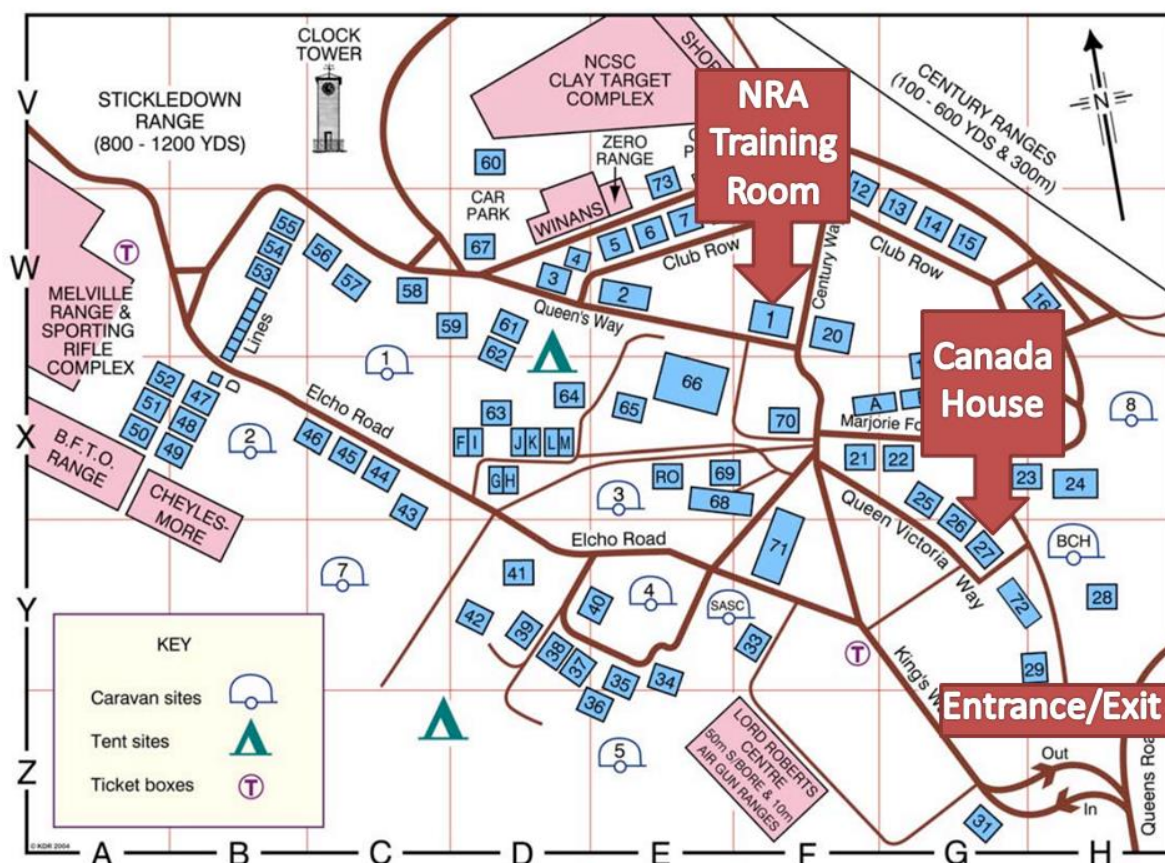 CLOCK
TOWER
V
STICKLEDOWN
RANGE
(800 - 1200 YDS)
NCSC
CLAY TARGET
COMPLEX
CENTURY RANGES
(100 - 600 YDS & 300m)
N
NRA
Training
Room
60
ZERO
RANGE
CAR
PARK
WINANS
73
67
5
6
7
4
3
2
Club Row
12
13
14
15
Club Row
16
T
55
54
53
56
57
58
59
61
62
W
MELVILLE
RANGE &
SPORTING
RIFLE
COMPLEX
Lines
D
Queen's Way
1
20
Canada
House
1
52
51
50
47
48
49
2
Elcho Road
64
63
65
66
70
A
8
X
B.F.T.O.
RANGE
CHEYLES-
MORE
46
45
44
43
F I
J K
L M
G H
3
RO
69
68
21
22
23
24
25
26
27
Queen Victoria
Way
BCH
7
Elcho Road
71
41
4
40
SASC
72
28
Y
42
39
38
37
36
35
34
33
T
29
Entrance/Exit
KEY
Caravan sites
Tent sites
Ticket boxes
T
5
LORD ROBERTS
CENTRE
50m S/BORE & 10m
AIR GUN RANGES
Z
Out
In
31
© KDR 2004
A B C D E F G H